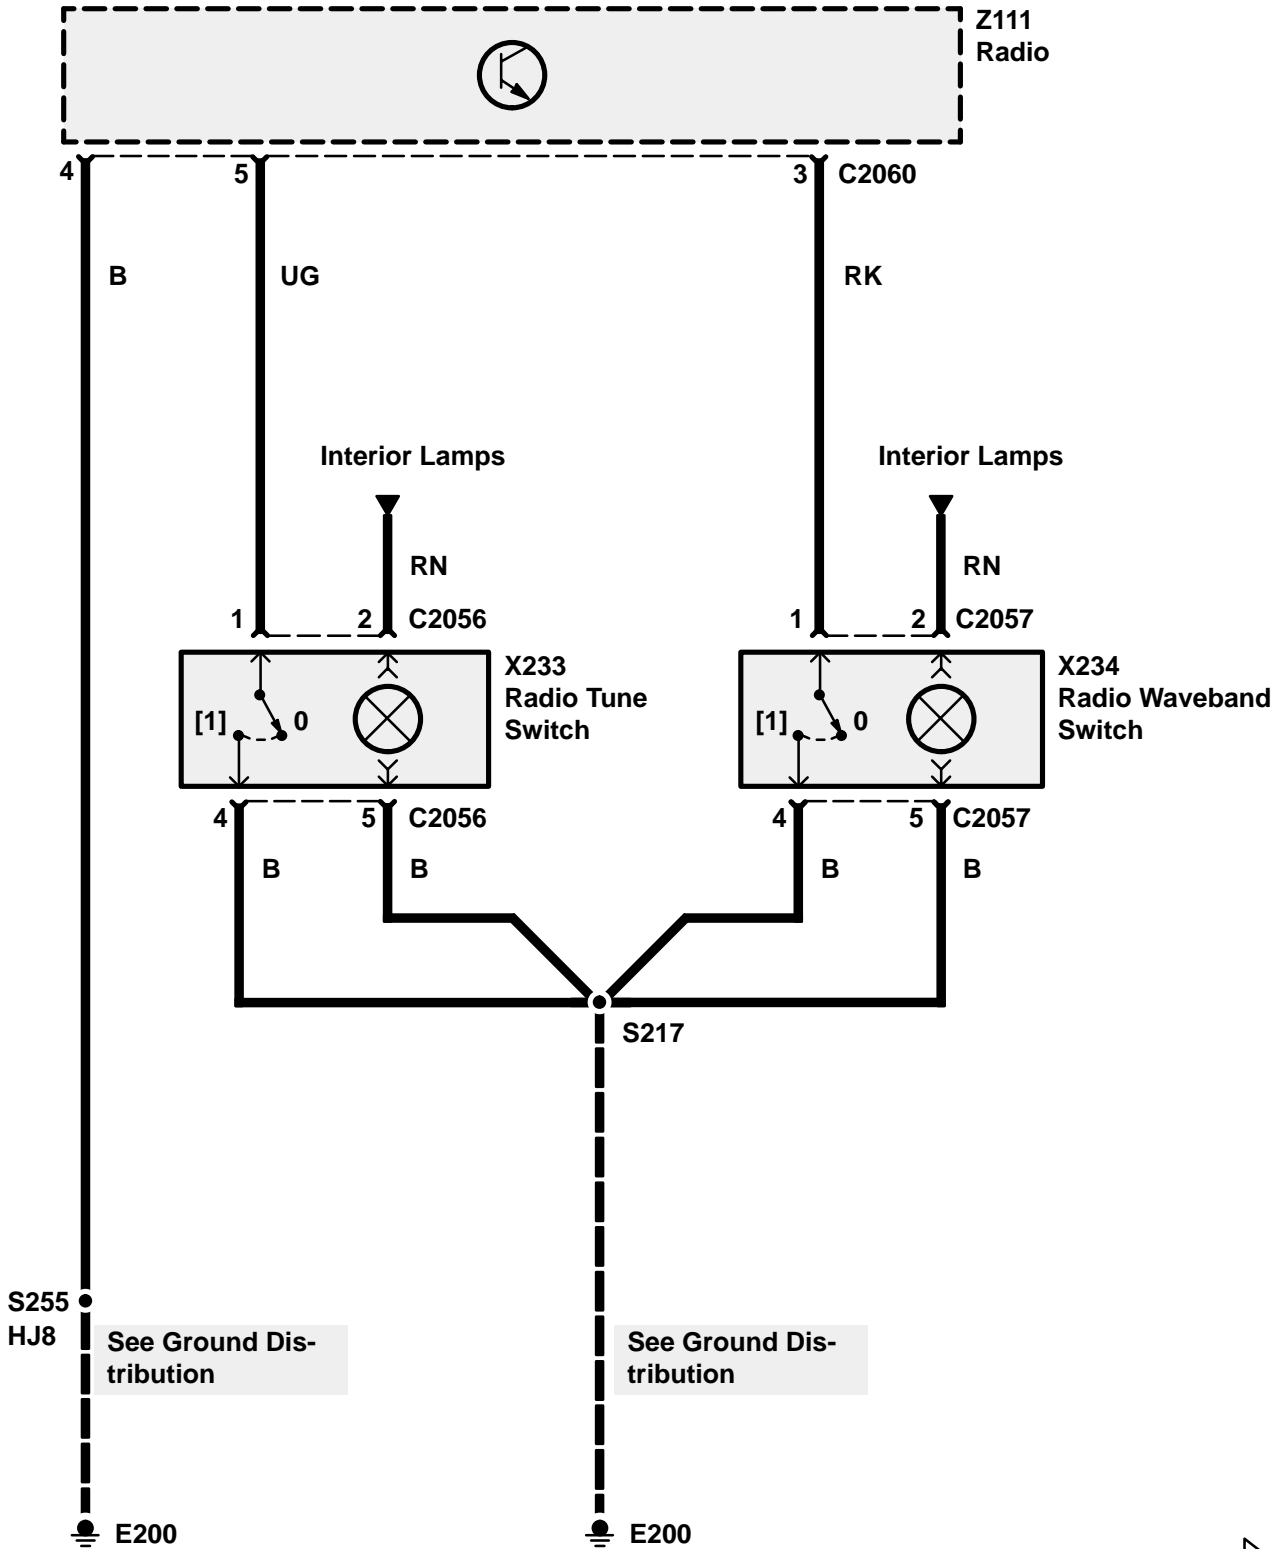 Z111
Radio
4
5
3
C2060
B
UG
RK
Interior Lamps
Interior Lamps
RN
RN
1
2
C2056
1
2
C2057
X233
Radio Tune
Switch
[1]
0
X234
Radio Waveband
Switch
[1]
0
4
5
C2056
4
5
C2057
B
B
B
B
S217
S255
HJ8
See Ground Dis-
tribution
See Ground Dis-
tribution
E200
E200